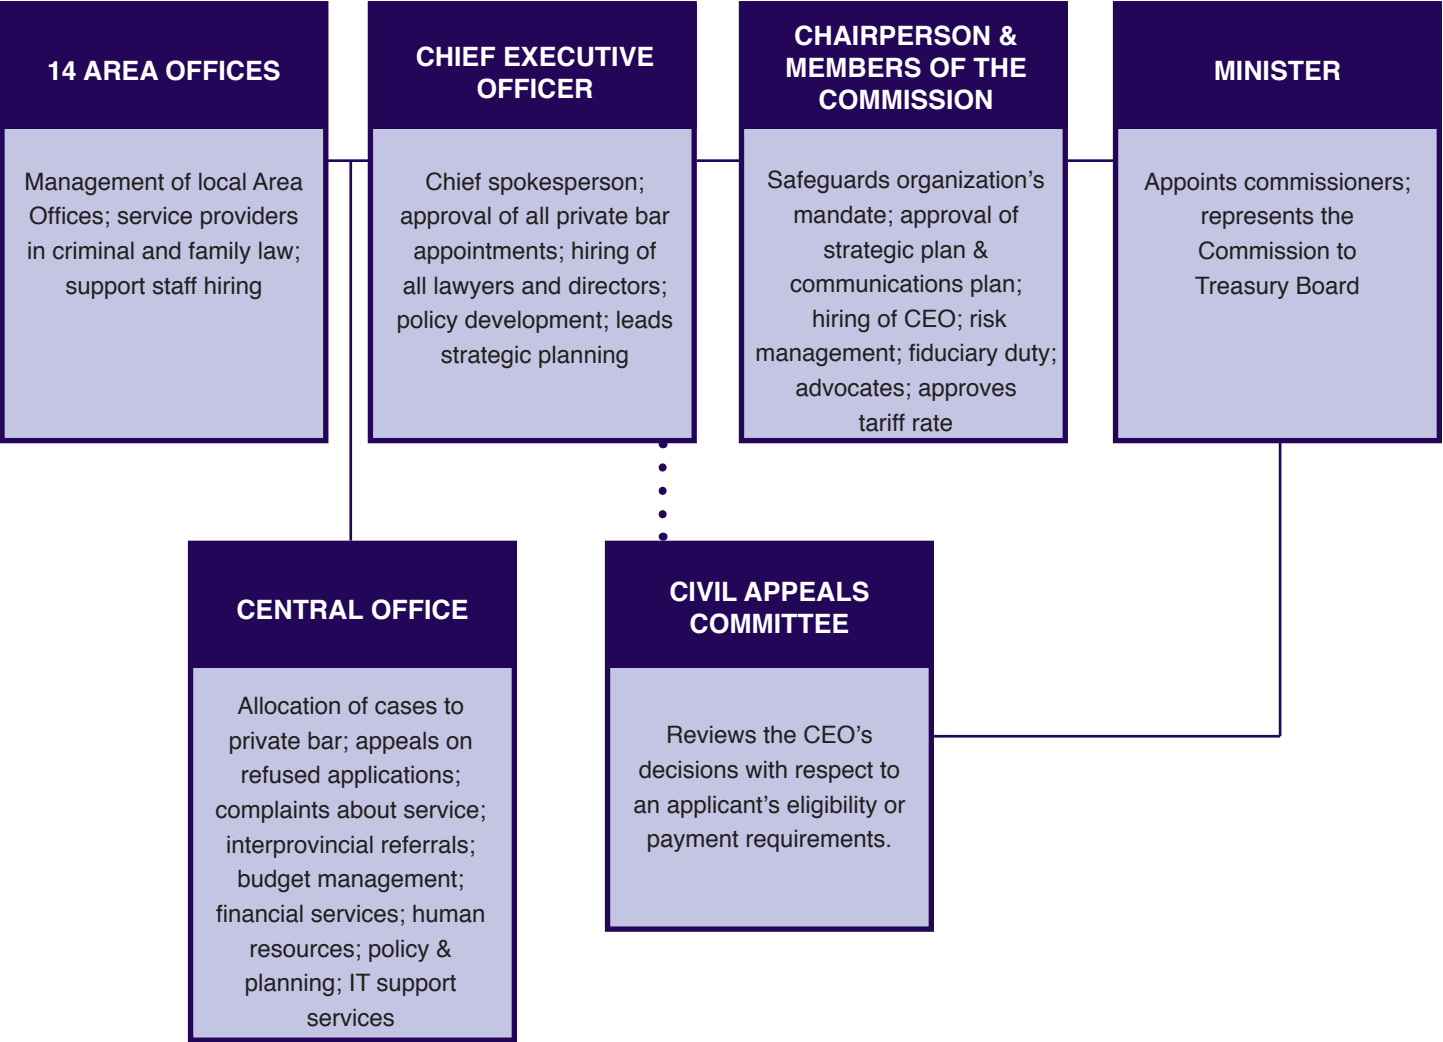 14 AREA OFFICES
Management of local Area
Offices; service providers
in criminal and family law;
support staff hiring
CHIEF EXECUTIVE
OFFICER
Chief spokesperson;
approval of all private bar
appointments; hiring of
all lawyers and directors;
policy development; leads
strategic planning
CHAIRPERSON &
MEMBERS OF THE
COMMISSION
Safeguards organization’s
mandate; approval of
strategic plan &
communications plan;
hiring of CEO; risk
management; fiduciary duty;
advocates; approves
tariff rate
MINISTER
Appoints commissioners;
represents the
Commission to
Treasury Board
CENTRAL OFFICE
Allocation of cases to
private bar; appeals on
refused applications;
complaints about service;
interprovincial referrals;
budget management;
financial services; human
resources; policy &
planning; IT support
services
CIVIL APPEALS
COMMITTEE
Reviews the CEO’s
decisions with respect to
an applicant’s eligibility or
payment requirements.